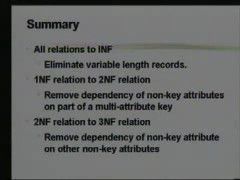 Summary
All relations to INF
Eliminate variable length records.
1NF relation to 2NF relation
Remove dependency of non-key attributes
on part of a multi-attribute key
2NF relation to 3NF relation
Remove dependency of non-key attribute
on other non-key attributes